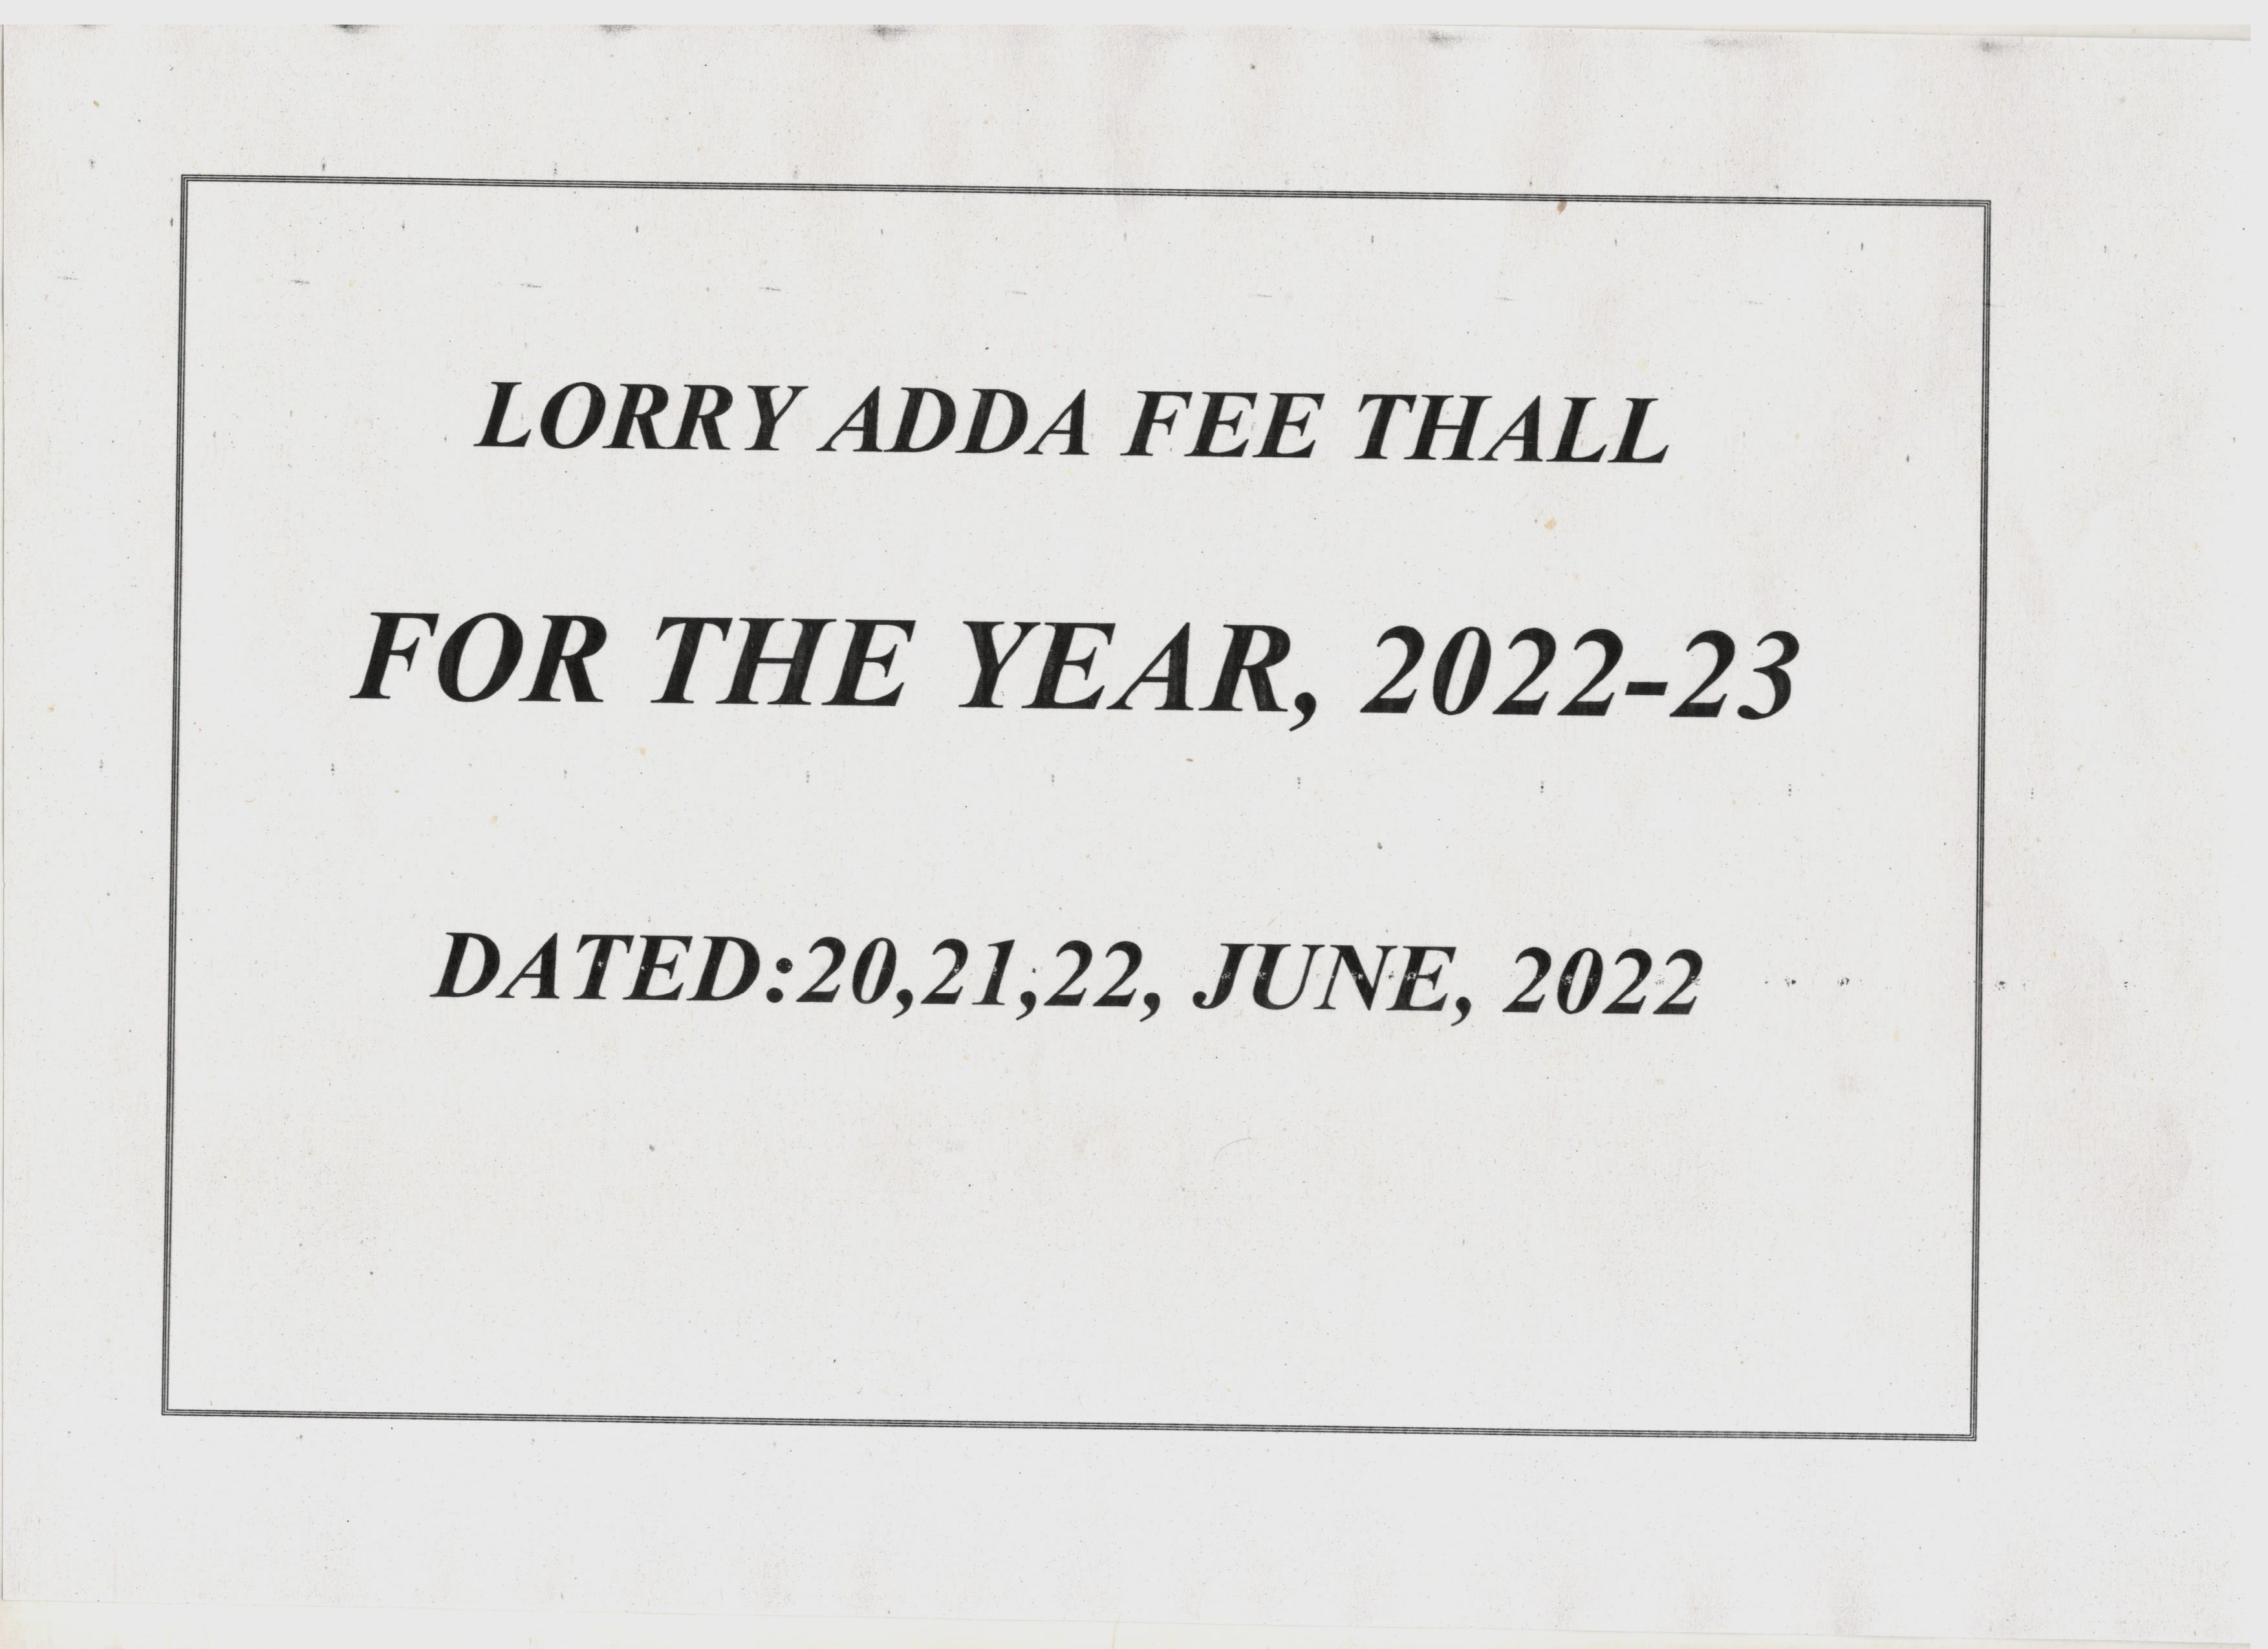 LORRY ADDA FEE THALL
FOR THE YEAR, 2022-23
DATED:20,21,22, JUNE, 2022